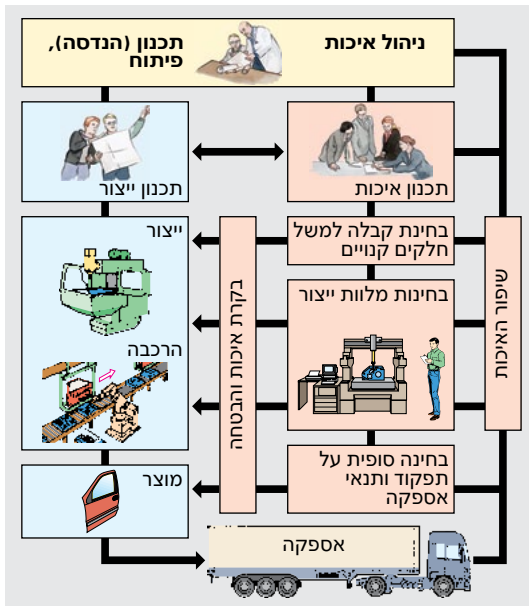 ניהול איכות
תכנון (הנדסה),
פיתוח
תכנון איכות
תכנון ייצור
בחינת קבלה למשל
חלקים קנויים
ייצור
בחינות מלוות ייצור
הרכבה
בקרת איכות והבטחה
שיפור האיכות
בחינה סופית על
תפקוד ותנאי
אספקה
מוצר
אספקה